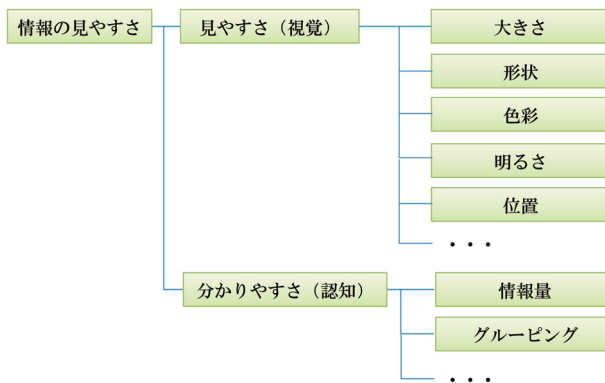 情報の見やすさ
見やすさ（視覚）
大きさ
形状
色彩
明るさ
位置
・・・
分かりやすさ（認知）
情報量
グルーピング
・・・